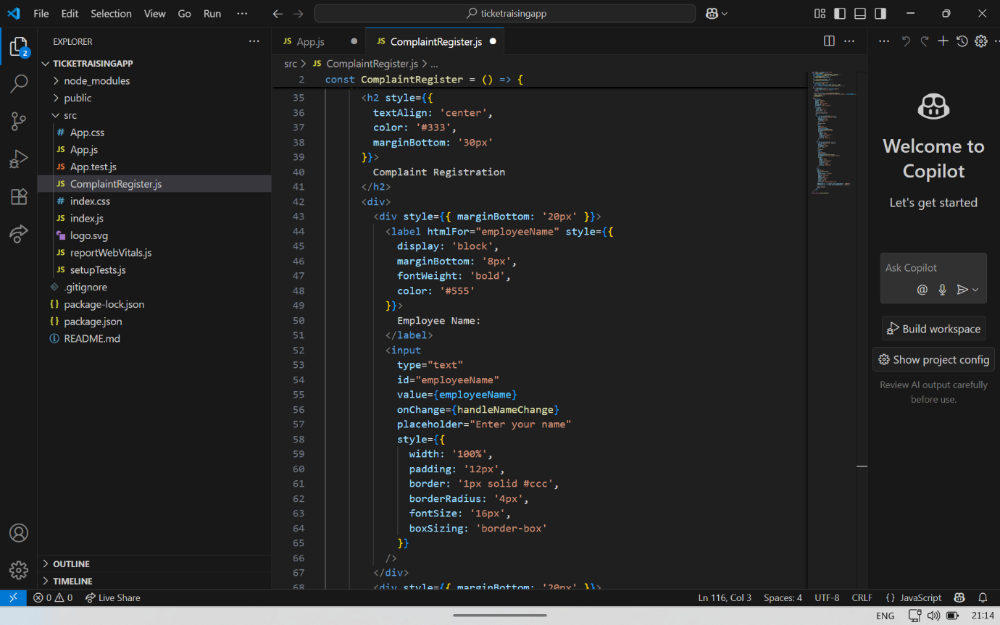 File Edit Selection View Go Run ··· ticketraisingapp
EXPLORER
TICKETRAISINGAPP
node_modules
public
src
# App.css
JS App.js
JS App.test.js
JS ComplaintRegister.js
# index.css
JS index.js
logo.svg
JS reportWebVitals.js
JS setupTests.js
.gitignore
{} package-lock.json
{} package.json
README.md
OUTLINE
TIMELINE
2
JS App.js JS ComplaintRegister.js
src > JS ComplaintRegister.js > ...
2 const ComplaintRegister = () => {
35 <h2 style={{
36 textAlign: 'center',
37 color: '#333',
38 marginBottom: '30px'
39 }}>
40 Complaint Registration
41 </h2>
42 <div>
43 <div style={{ marginBottom: '20px' }}>
44 <label htmlFor="employeeName" style={{
45 display: 'block',
46 marginBottom: '8px',
47 fontWeight: 'bold',
48 color: '#555'
49 }}>
50 Employee Name:
51 </label>
52 <input
53 type="text"
54 id="employeeName"
55 value={employeeName}
56 onChange={handleNameChange}
57 placeholder="Enter your name"
58 style={{
59 width: '100%',
60 padding: '12px',
61 border: '1px solid #ccc',
62 borderRadius: '4px',
63 fontSize: '16px',
64 boxSizing: 'border-box'
65 }}
66 />
67 </div>
68 <div style={{ marginBottom: '20px' }}>
Welcome to
Copilot
Let's get started
Ask Copilot
@
Build workspace
Show project config
Review AI output carefully
before use.
0 0 Live Share Ln 116, Col 3 Spaces: 4 UTF-8 CRLF {} JavaScript
ENG 21:14